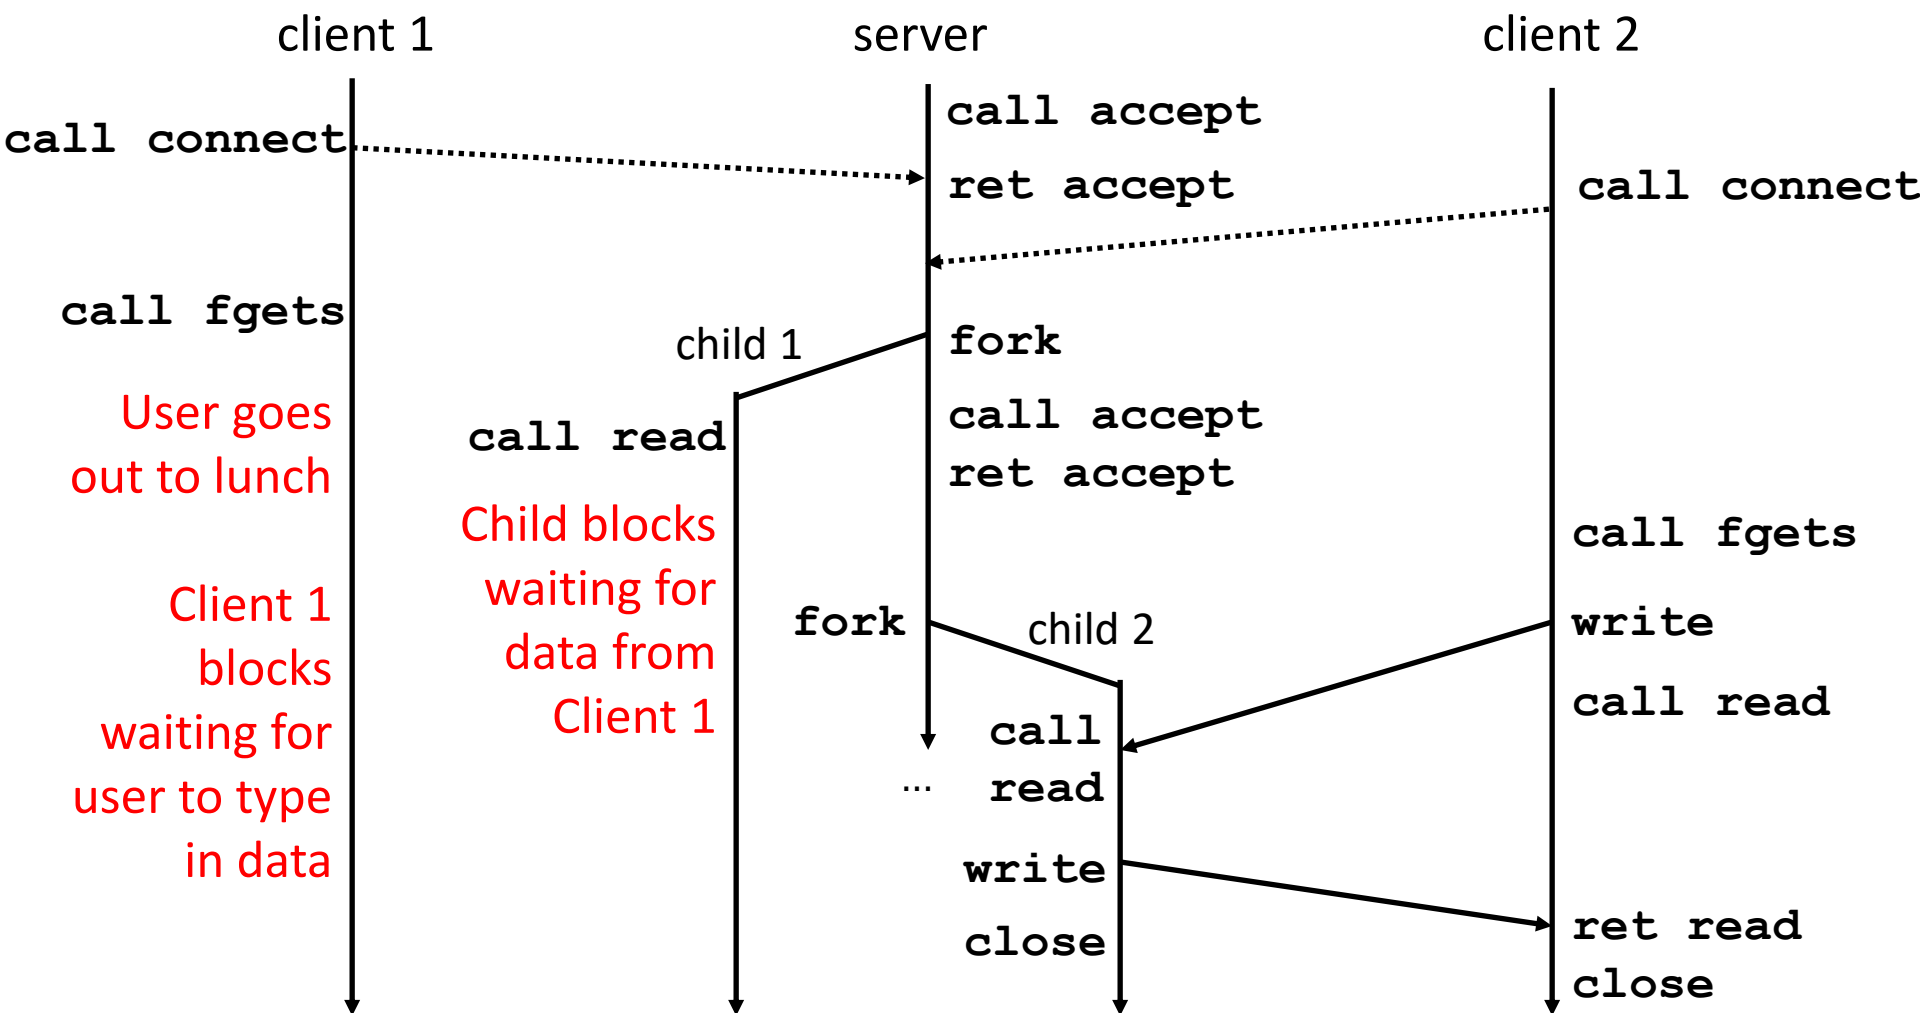 client 1
server
client 2
call connect
call accept
ret accept
call connect
call fgets
child 1
fork
User goes
out to lunch
call read
call accept
ret accept
Child blocks
waiting for
data from
Client 1
call fgets
Client 1
blocks
waiting for
user to type
in data
fork
child 2
write
call read
call
read
...
write
close
ret read
close